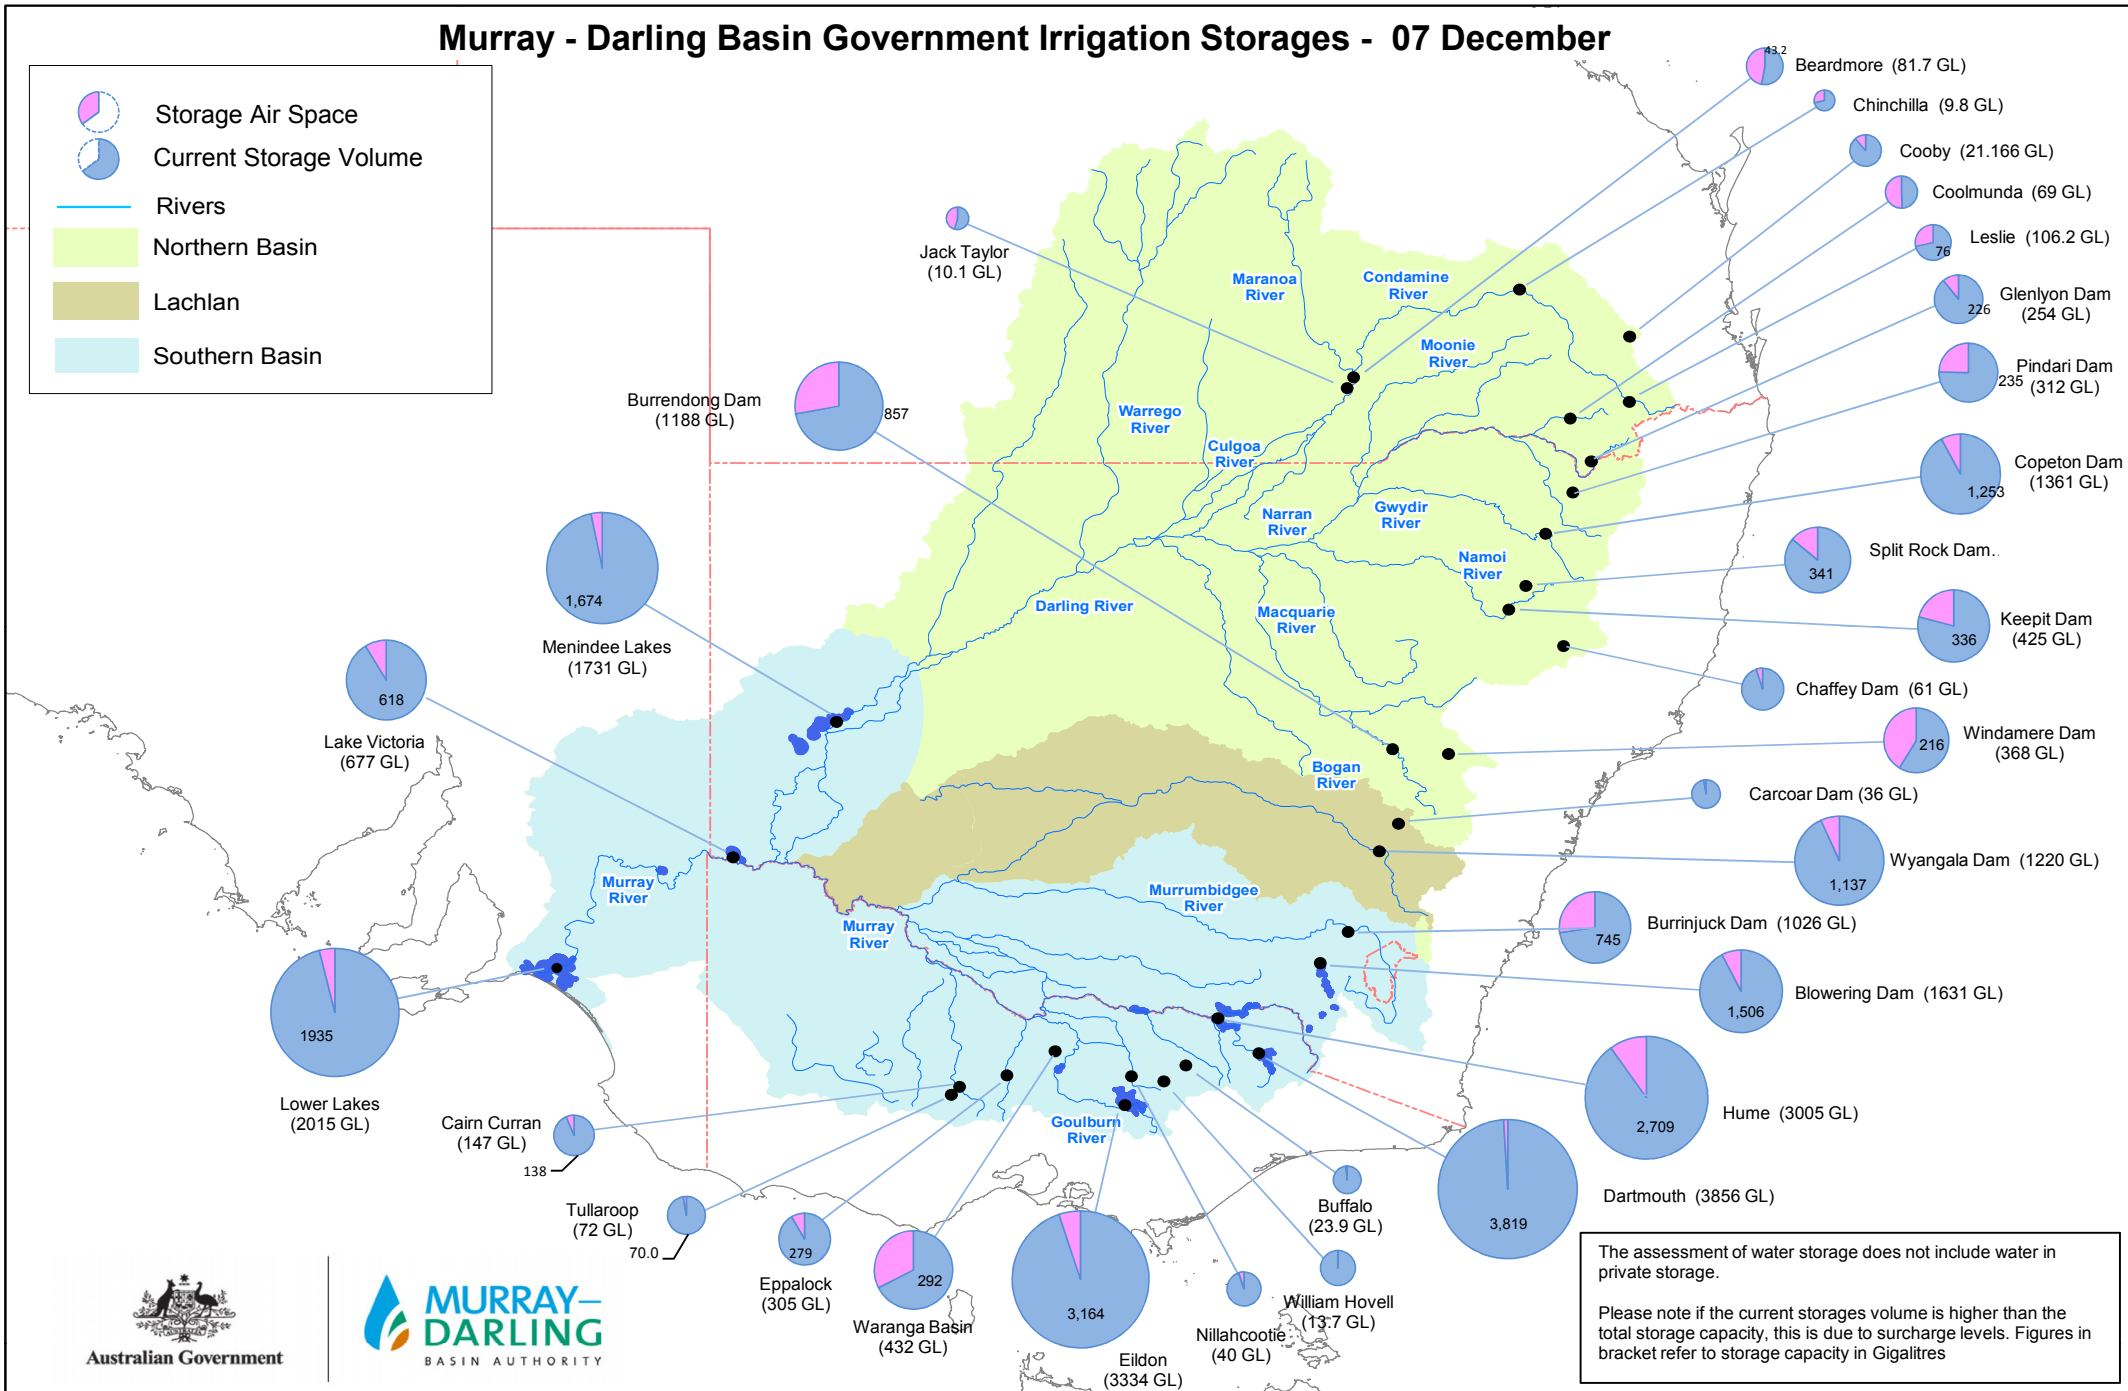 Murray - Darling Basin Government Irrigation Storages -  07 December
Storage Air Space
Current Storage Volume
Rivers
Northern Basin
Lachlan
Southern Basin
43.2
Beardmore (81.7 GL)
Chinchilla (9.8 GL)
Cooby (21.166 GL)
Coolmunda (69 GL)
Leslie (106.2 GL)
76
Glenlyon Dam
(254 GL)
226
Pindari Dam
(312 GL)
235
Copeton Dam
(1361 GL)
1,253
Split Rock Dam..
341
Keepit Dam
(425 GL)
336
Chaffey Dam (61 GL)
Windamere Dam
(368 GL)
216
Carcoar Dam (36 GL)
Wyangala Dam (1220 GL)
1,137
Burrinjuck Dam (1026 GL)
745
Blowering Dam (1631 GL)
1,506
Hume (3005 GL)
2,709
Dartmouth (3856 GL)
3,819
Jack Taylor
(10.1 GL)
Burrendong Dam
(1188 GL)
857
1,674
Menindee Lakes
(1731 GL)
618
Lake Victoria
(677 GL)
1935
Lower Lakes
(2015 GL)
Cairn Curran
(147 GL)
138
Tullaroop
(72 GL)
70.0
279
Eppalock
(305 GL)
292
Waranga Basin
(432 GL)
3,164
Eildon
(3334 GL)
Nillahcootie
(40 GL)
William Hovell
(13.7 GL)
Buffalo
(23.9 GL)
Maranoa
River
Condamine
River
Moonie
River
Warrego
River
Culgoa
River
Narran
River
Gwydir
River
Namoi
River
Darling River
Macquarie
River
Bogan
River
Murray
River
Murrumbidgee
River
Murray
River
Goulburn
River
Australian Government
MURRAY–
DARLING
BASIN AUTHORITY
The assessment of water storage does not include water in
private storage.
Please note if the current storages volume is higher than the
total storage capacity, this is due to surcharge levels. Figures in
bracket refer to storage capacity in Gigalitres